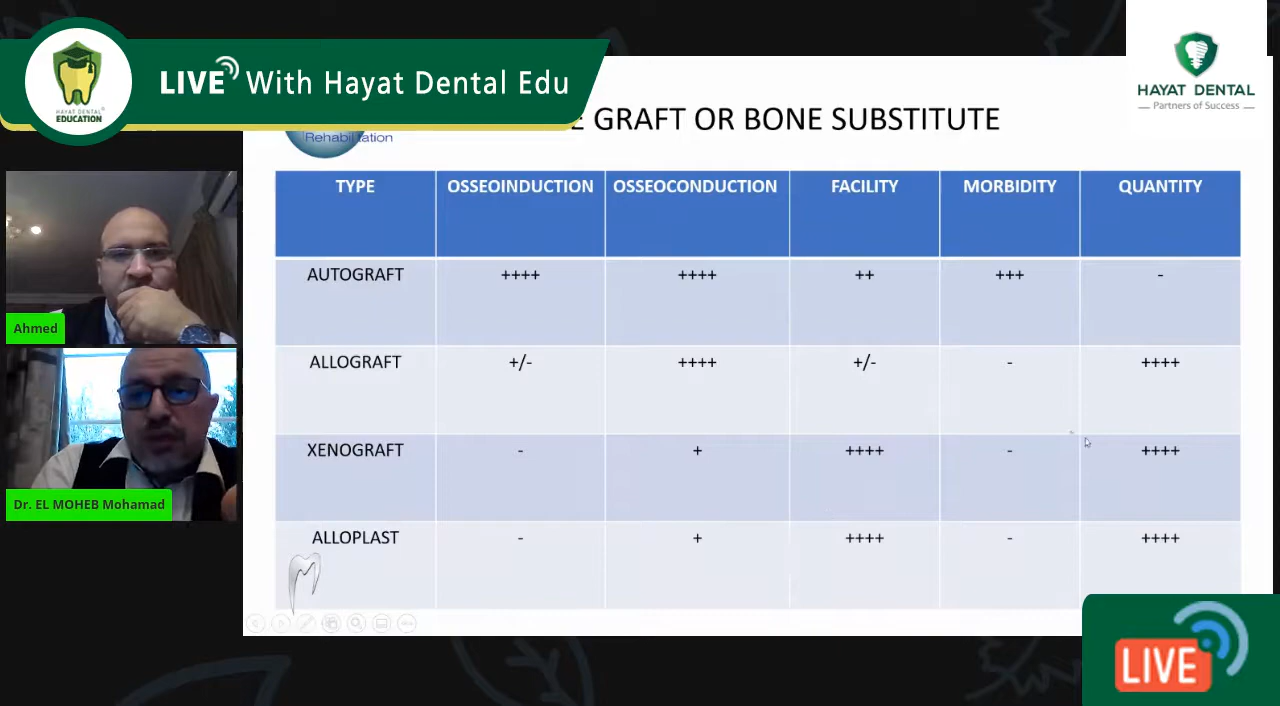 LIVE With Hayat Dental Edu
HAYAT DENTAL
EDUCATION
HAYAT DENTAL
Partners of Success
E GRAFT OR BONE SUBSTITUTE
Rehabilitation
TYPE OSSEOINDUCTION OSSEOCONDUCTION FACILITY MORBIDITY QUANTITY
AUTOGRAFT ++++ ++++ ++ +++ -
ALLOGRAFT +/- ++++ +/- - ++++
XENOGRAFT - + ++++ - ++++
ALLOPLAST - + ++++ - ++++
Ahmed
Dr. EL MOHEB Mohamad
LIVE